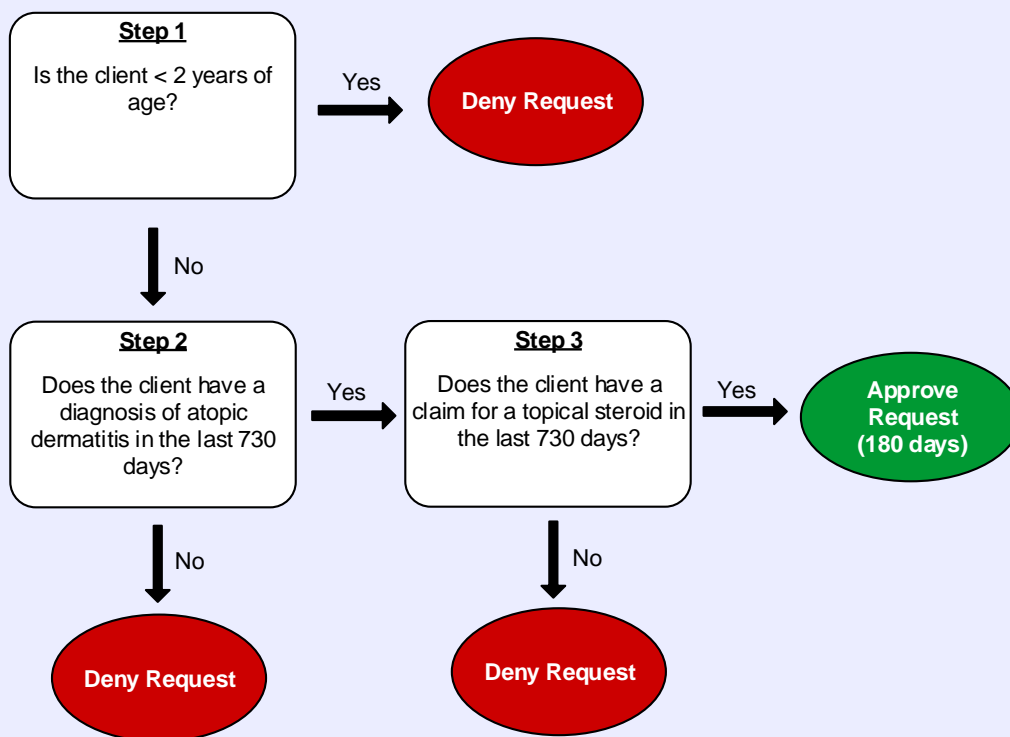 Step 1
Is the client < 2 years of
age?
Yes
Deny Request
No
Step 2
Does the client have a
diagnosis of atopic
dermatitis in the last 730
days?
Yes
Step 3
Does the client have a
claim for a topical steroid in
the last 730 days?
Yes
Approve
Request
(180 days)
No
Deny Request
No
Deny Request